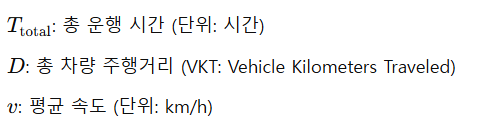 T_total: 총 운행 시간 (단위: 시간)
D: 총 차량 주행거리 (VKT: Vehicle Kilometers Traveled)
v: 평균 속도 (단위: km/h)